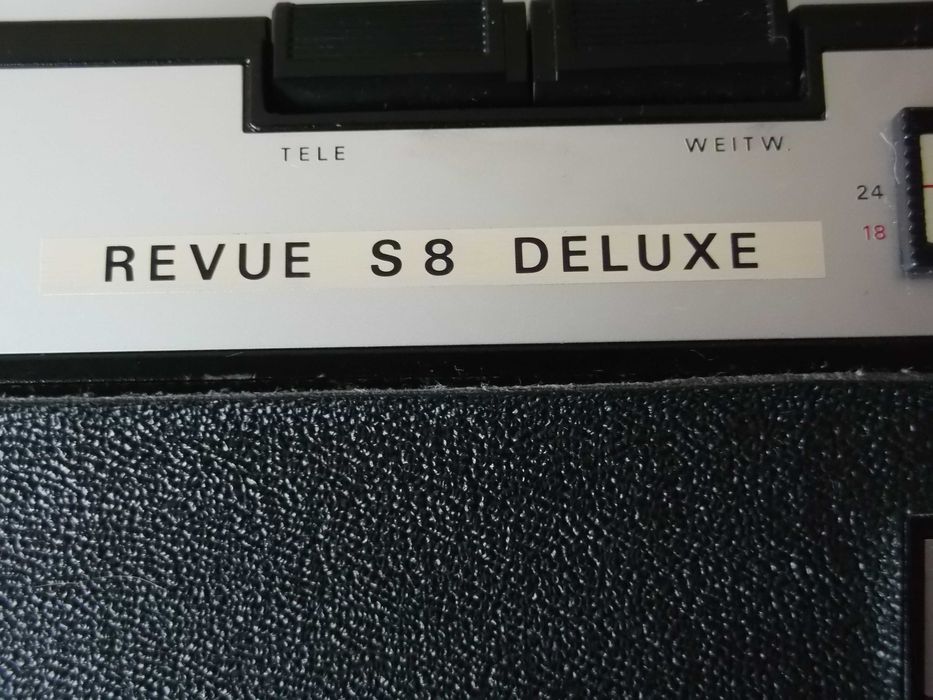 TELE
WEITW.
24
18
REVUE S8 DELUXE